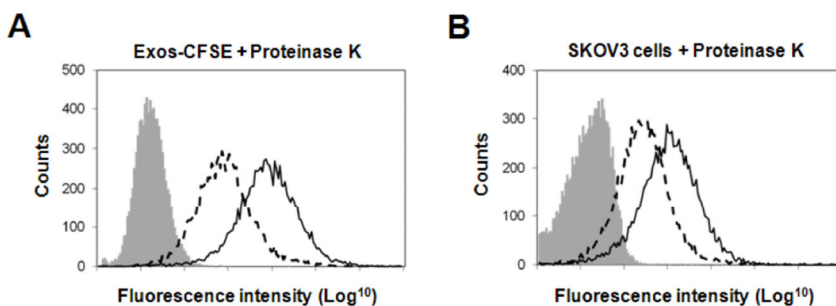 A
Exos-CFSE + Proteinase K
500
400
300
200
100
0
Counts
Fluorescence intensity (Log¹⁰)
B
SKOV3 cells + Proteinase K
400
300
200
100
0
Counts
Fluorescence intensity (Log¹⁰)